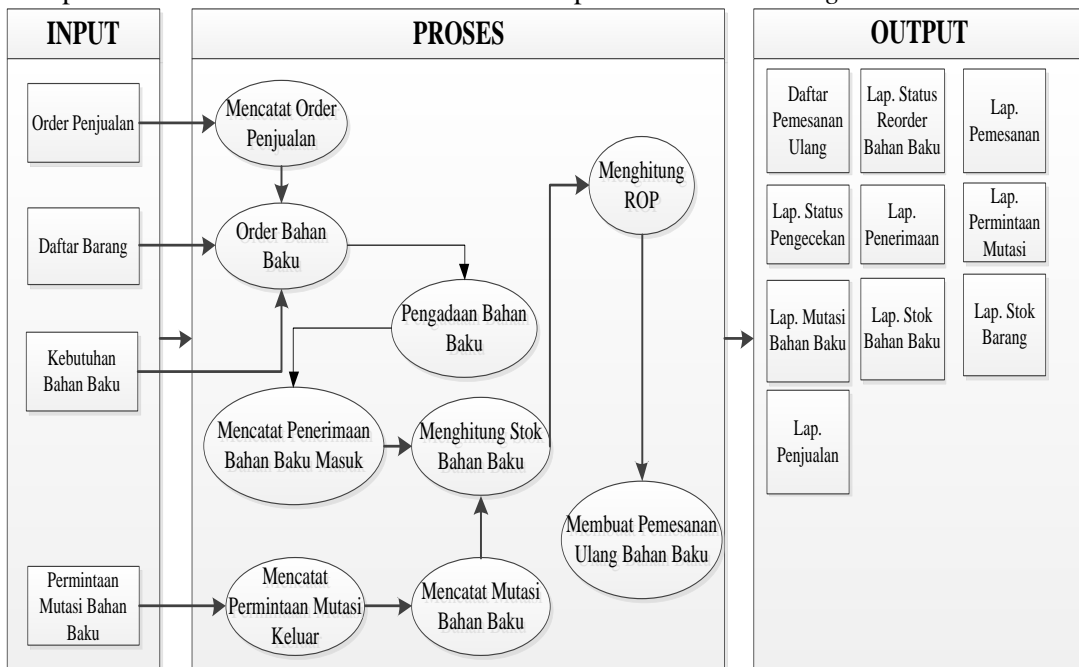 INPUT
PROSES
OUTPUT
Order Penjualan
Daftar Barang
Kebutuhan
Bahan Baku
Permintaan
Mutasi Bahan
Baku
Mencatat Order
Penjualan
Order Bahan
Baku
Pengadaan Bahan
Baku
Mencatat Penerimaan
Bahan Baku Masuk
Menghitung Stok
Bahan Baku
Mencatat
Permintaan Mutasi
Keluar
Mencatat Mutasi
Bahan Baku
Menghitung
ROP
Membuat Pemesanan
Ulang Bahan Baku
Daftar
Pemesanan
Ulang
Lap. Status
Reorder
Bahan Baku
Lap.
Pemesanan
Lap. Status
Pengecekan
Lap.
Penerimaan
Lap.
Permintaan
Mutasi
Lap. Mutasi
Bahan Baku
Lap. Stok
Bahan Baku
Lap. Stok
Barang
Lap.
Penjualan